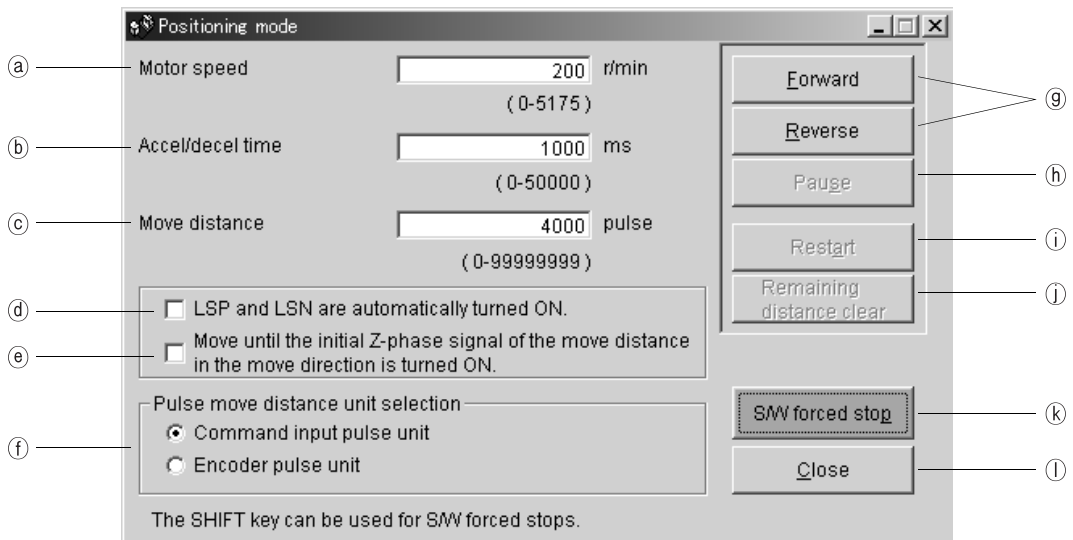 Positioning mode
ⓐ Motor speed 200 r/min
(0-5175)
ⓑ Accel/decel time 1000 ms
(0-50000)
ⓒ Move distance 4000 pulse
(0-99999999)
ⓓ LSP and LSN are automatically turned ON.
ⓔ Move until the initial Z-phase signal of the move distance
in the move direction is turned ON.
ⓕ Pulse move distance unit selection
Command input pulse unit
Encoder pulse unit
The SHIFT key can be used for S/W forced stops.
Forward ⓖ
Reverse
Pause ⓗ
Restart ⓘ
Remaining
distance clear ⓙ
S/W forced stop ⓚ
Close ⓛ